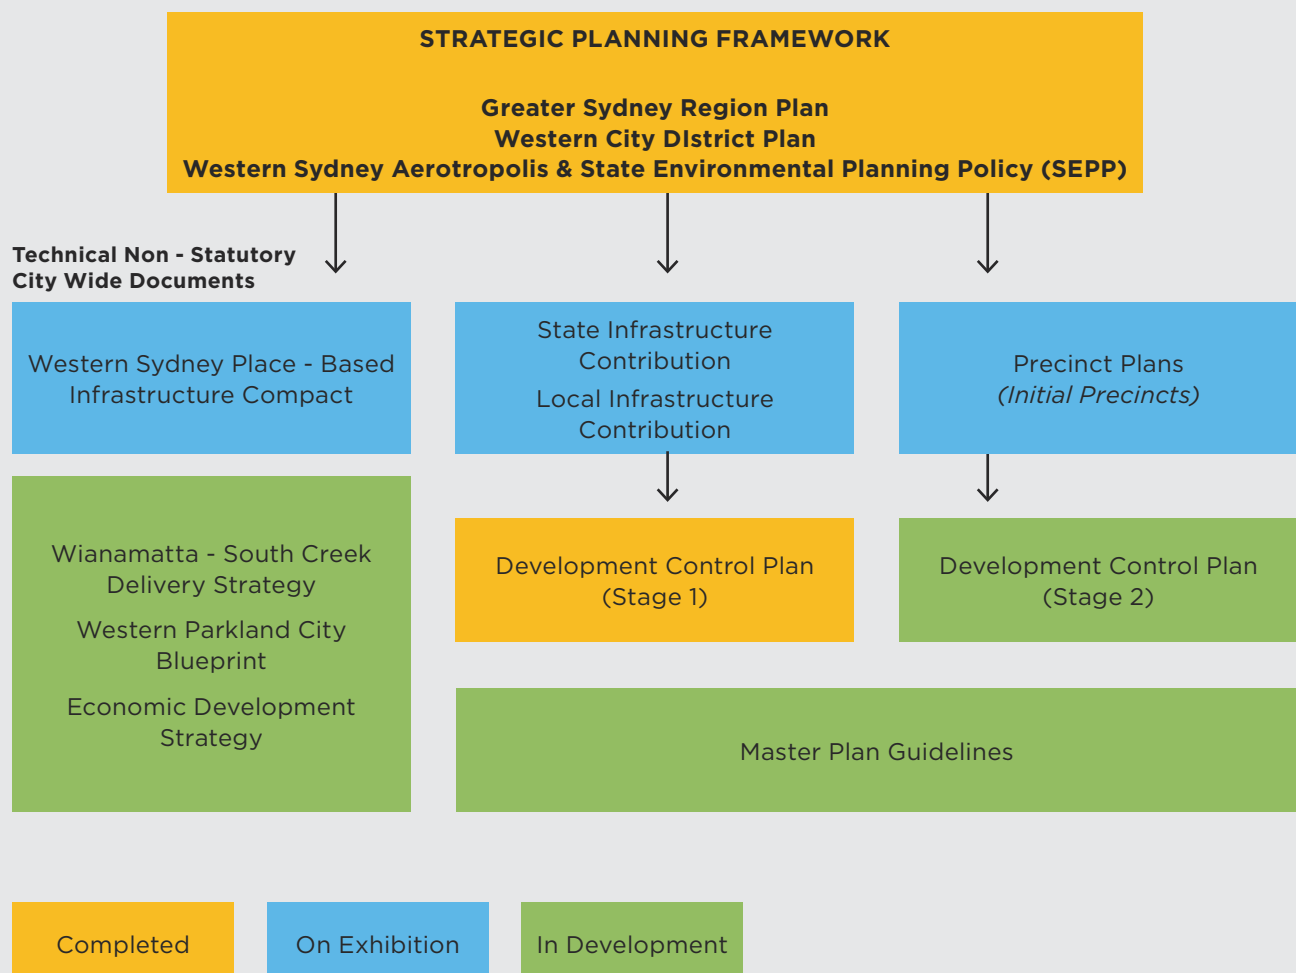 STRATEGIC PLANNING FRAMEWORK
Greater Sydney Region Plan
Western City DIstrict Plan
Western Sydney Aerotropolis & State Environmental Planning Policy (SEPP)
Technical Non - Statutory
City Wide Documents
Western Sydney Place - Based
Infrastructure Compact
State Infrastructure
Contribution
Local Infrastructure
Contribution
Precinct Plans
(Initial Precincts)
Wianamatta - South Creek
Delivery Strategy
Western Parkland City
Blueprint
Economic Development
Strategy
Development Control Plan
(Stage 1)
Development Control Plan
(Stage 2)
Master Plan Guidelines
Completed
On Exhibition
In Development